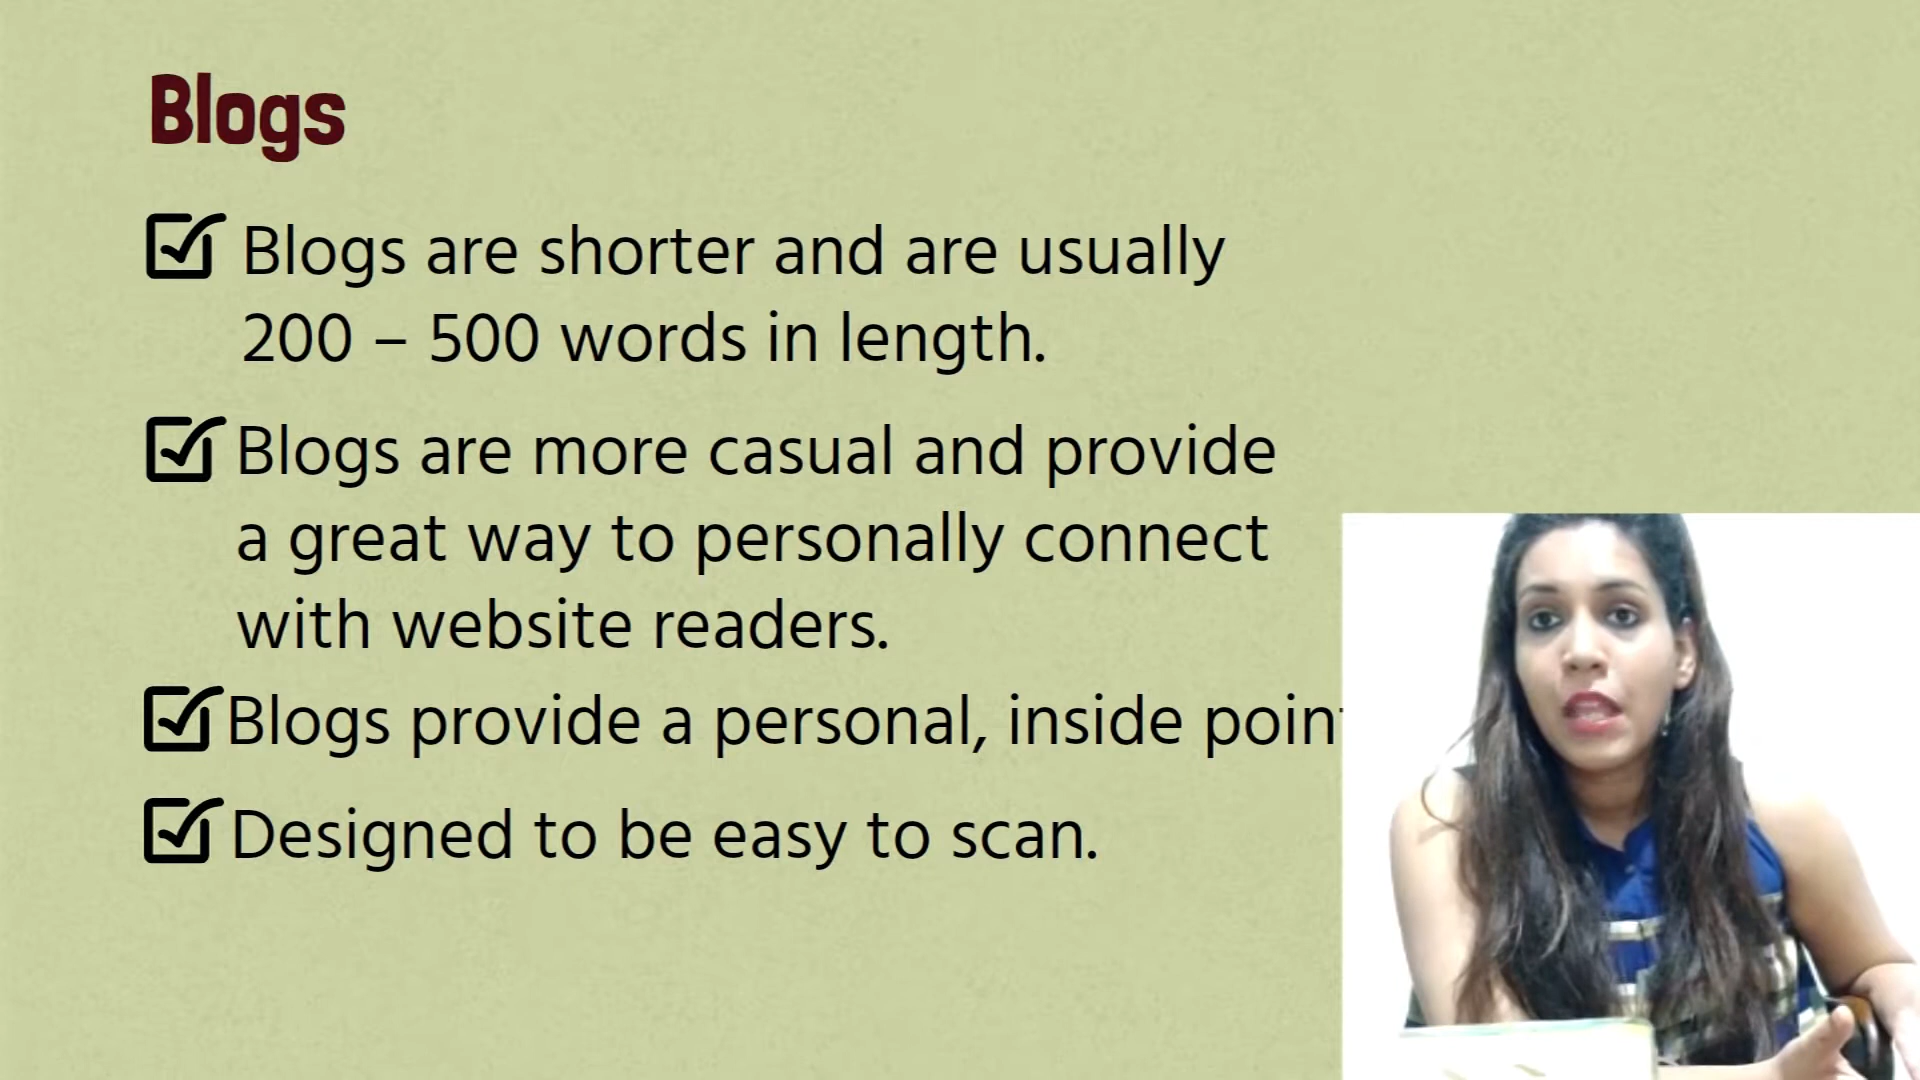 Blogs
Blogs are shorter and are usually
200 – 500 words in length.
Blogs are more casual and provide
a great way to personally connect
with website readers.
Blogs provide a personal, inside point
Designed to be easy to scan.